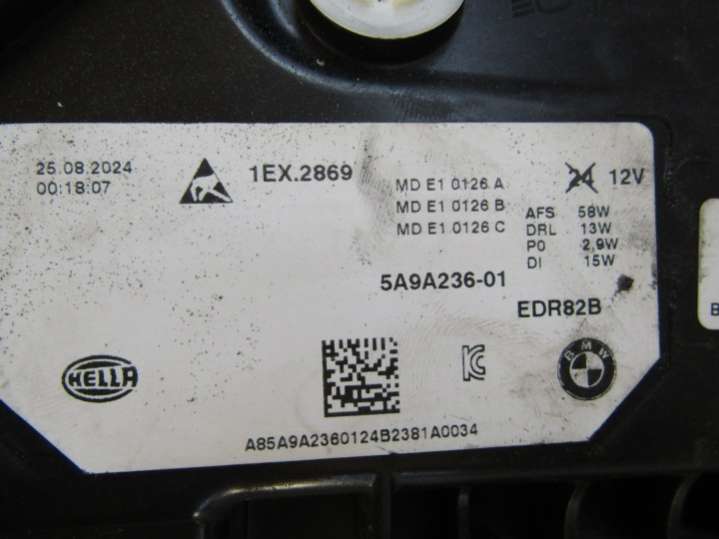 25.08.2024
00:18:07
1EX.2869
MD E1 0126 A
MD E1 0126 B
MD E1 0126 C
24 12V
AFS 58W
DRL 13W
PO 2,9W
DI 15W
5A9A236-01
EDR82B
HELLA
BMW
A85A9A2360124B2381A0034
B